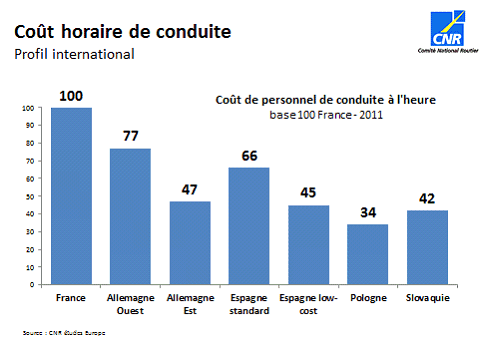 Coût horaire de conduite
Profil international
CNR
Comité National Routier
Coût de personnel de conduite à l'heure
base 100 France - 2011
100
90
80
70
60
50
40
30
20
10
0
100
77
47
66
45
34
42
France
Allemagne Ouest
Allemagne Est
Espagne standard
Espagne low-cost
Pologne
Slovaquie
Source : CNR études Europe